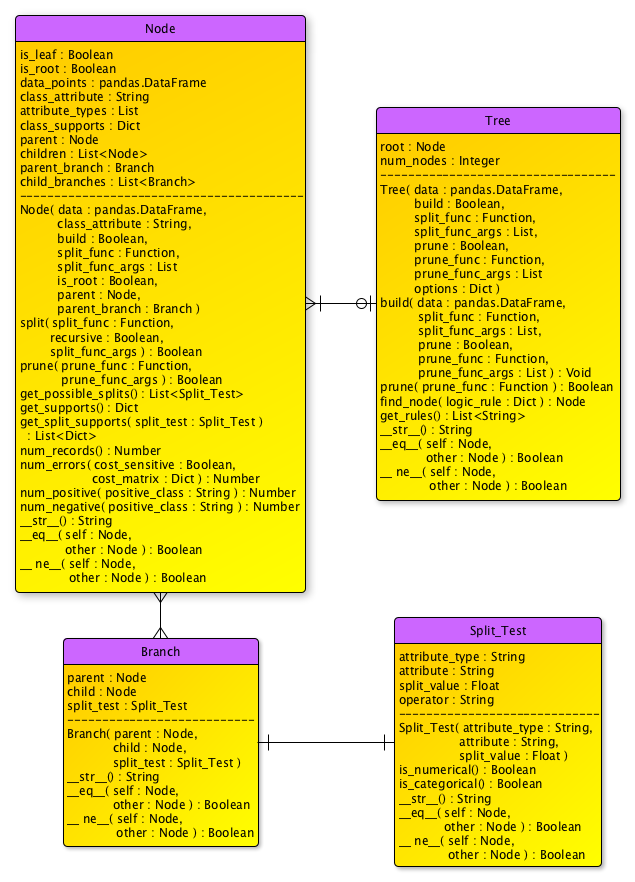 Node
is_leaf : Boolean
is_root : Boolean
data_points : pandas.DataFrame
class_attribute : String
attribute_types : List
class_supports : Dict
parent : Node
children : List<Node>
parent_branch : Branch
child_branches : List<Branch>
Node( data : pandas.DataFrame,
class_attribute : String,
build : Boolean,
split_func : Function,
split_func_args : List
is_root : Boolean,
parent : Node,
parent_branch : Branch )
split( split_func : Function,
recursive : Boolean,
split_func_args ) : Boolean
prune( prune_func : Function,
prune_func_args ) : Boolean
get_possible_splits() : List<Split_Test>
get_supports() : Dict
get_split_supports( split_test : Split_Test )
: List<Dict>
num_records() : Number
num_errors( cost_sensitive : Boolean,
cost_matrix : Dict ) : Number
num_positive( positive_class : String ) : Number
num_negative( positive_class : String ) : Number
__str__() : String
__eq__( self : Node,
other : Node ) : Boolean
__ ne__( self : Node,
other : Node ) : Boolean
Tree
root : Node
num_nodes : Integer
Tree( data : pandas.DataFrame,
build : Boolean,
split_func : Function,
split_func_args : List,
prune : Boolean,
prune_func : Function,
prune_func_args : List
options : Dict )
build( data : pandas.DataFrame,
split_func : Function,
split_func_args : List,
prune : Boolean,
prune_func : Function,
prune_func_args : List ) : Void
prune( prune_func : Function ) : Boolean
find_node( logic_rule : Dict ) : Node
get_rules() : List<String>
__str__() : String
__eq__( self : Node,
other : Node ) : Boolean
__ ne__( self : Node,
other : Node ) : Boolean
Branch
parent : Node
child : Node
split_test : Split_Test
Branch( parent : Node,
child : Node,
split_test : Split_Test )
__str__() : String
__eq__( self : Node,
other : Node ) : Boolean
__ ne__( self : Node,
other : Node ) : Boolean
Split_Test
attribute_type : String
attribute : String
split_value : Float
operator : String
Split_Test( attribute_type : String,
attribute : String,
split_value : Float )
is_numerical() : Boolean
is_categorical() : Boolean
__str__() : String
__eq__( self : Node,
other : Node ) : Boolean
__ ne__( self : Node,
other : Node ) : Boolean